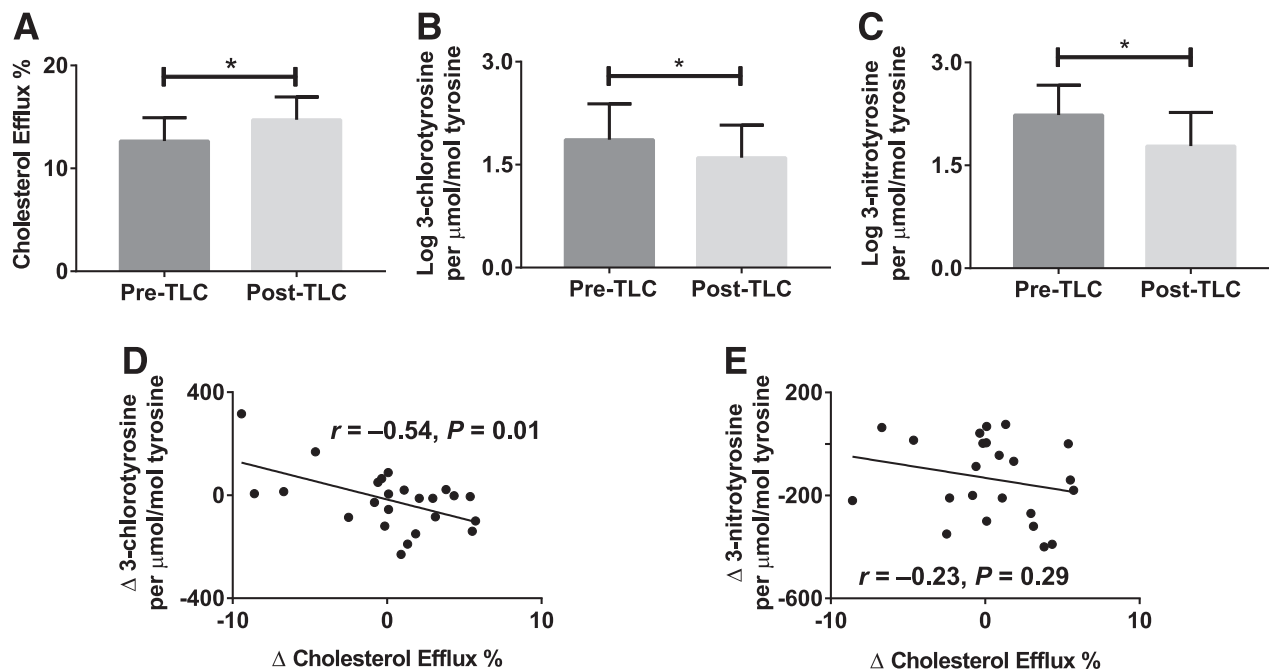 A
Cholesterol Efflux %
20
10
0
*
Pre-TLC
Post-TLC
B
Log 3-chlorotyrosine
per μmol/mol tyrosine
3.0
1.5
0.0
*
Pre-TLC
Post-TLC
C
Log 3-nitrotyrosine
per μmol/mol tyrosine
3.0
1.5
0.0
*
Pre-TLC
Post-TLC
D
Δ 3-chlorotyrosine
per μmol/mol tyrosine
400
0
-400
r = –0.54, P = 0.01
-10
0
10
Δ Cholesterol Efflux %
E
Δ 3-nitrotyrosine
per μmol/mol tyrosine
200
-200
-600
r = –0.23, P = 0.29
-10
0
10
Δ Cholesterol Efflux %